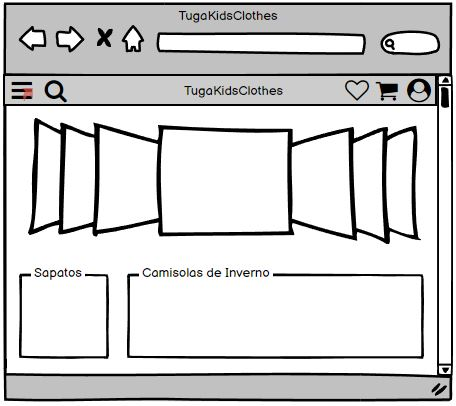 TugaKidsClothes
TugaKidsClothes
Sapatos
Camisolas de Inverno